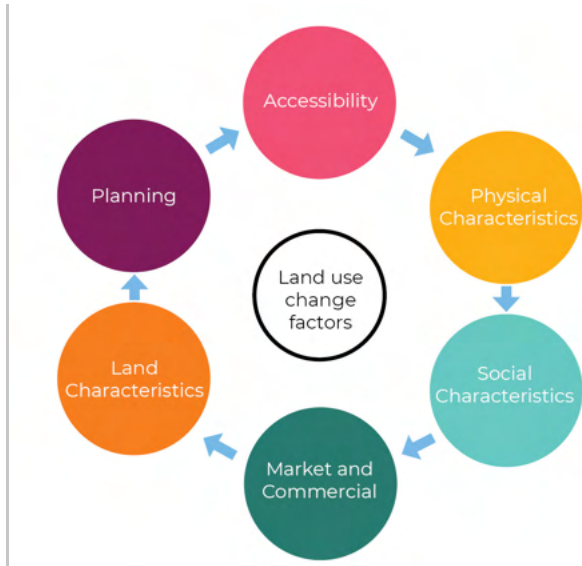 Accessibility
Planning
Physical
Characteristics
Land use
change
factors
Land
Characteristics
Social
Characteristics
Market and
Commercial